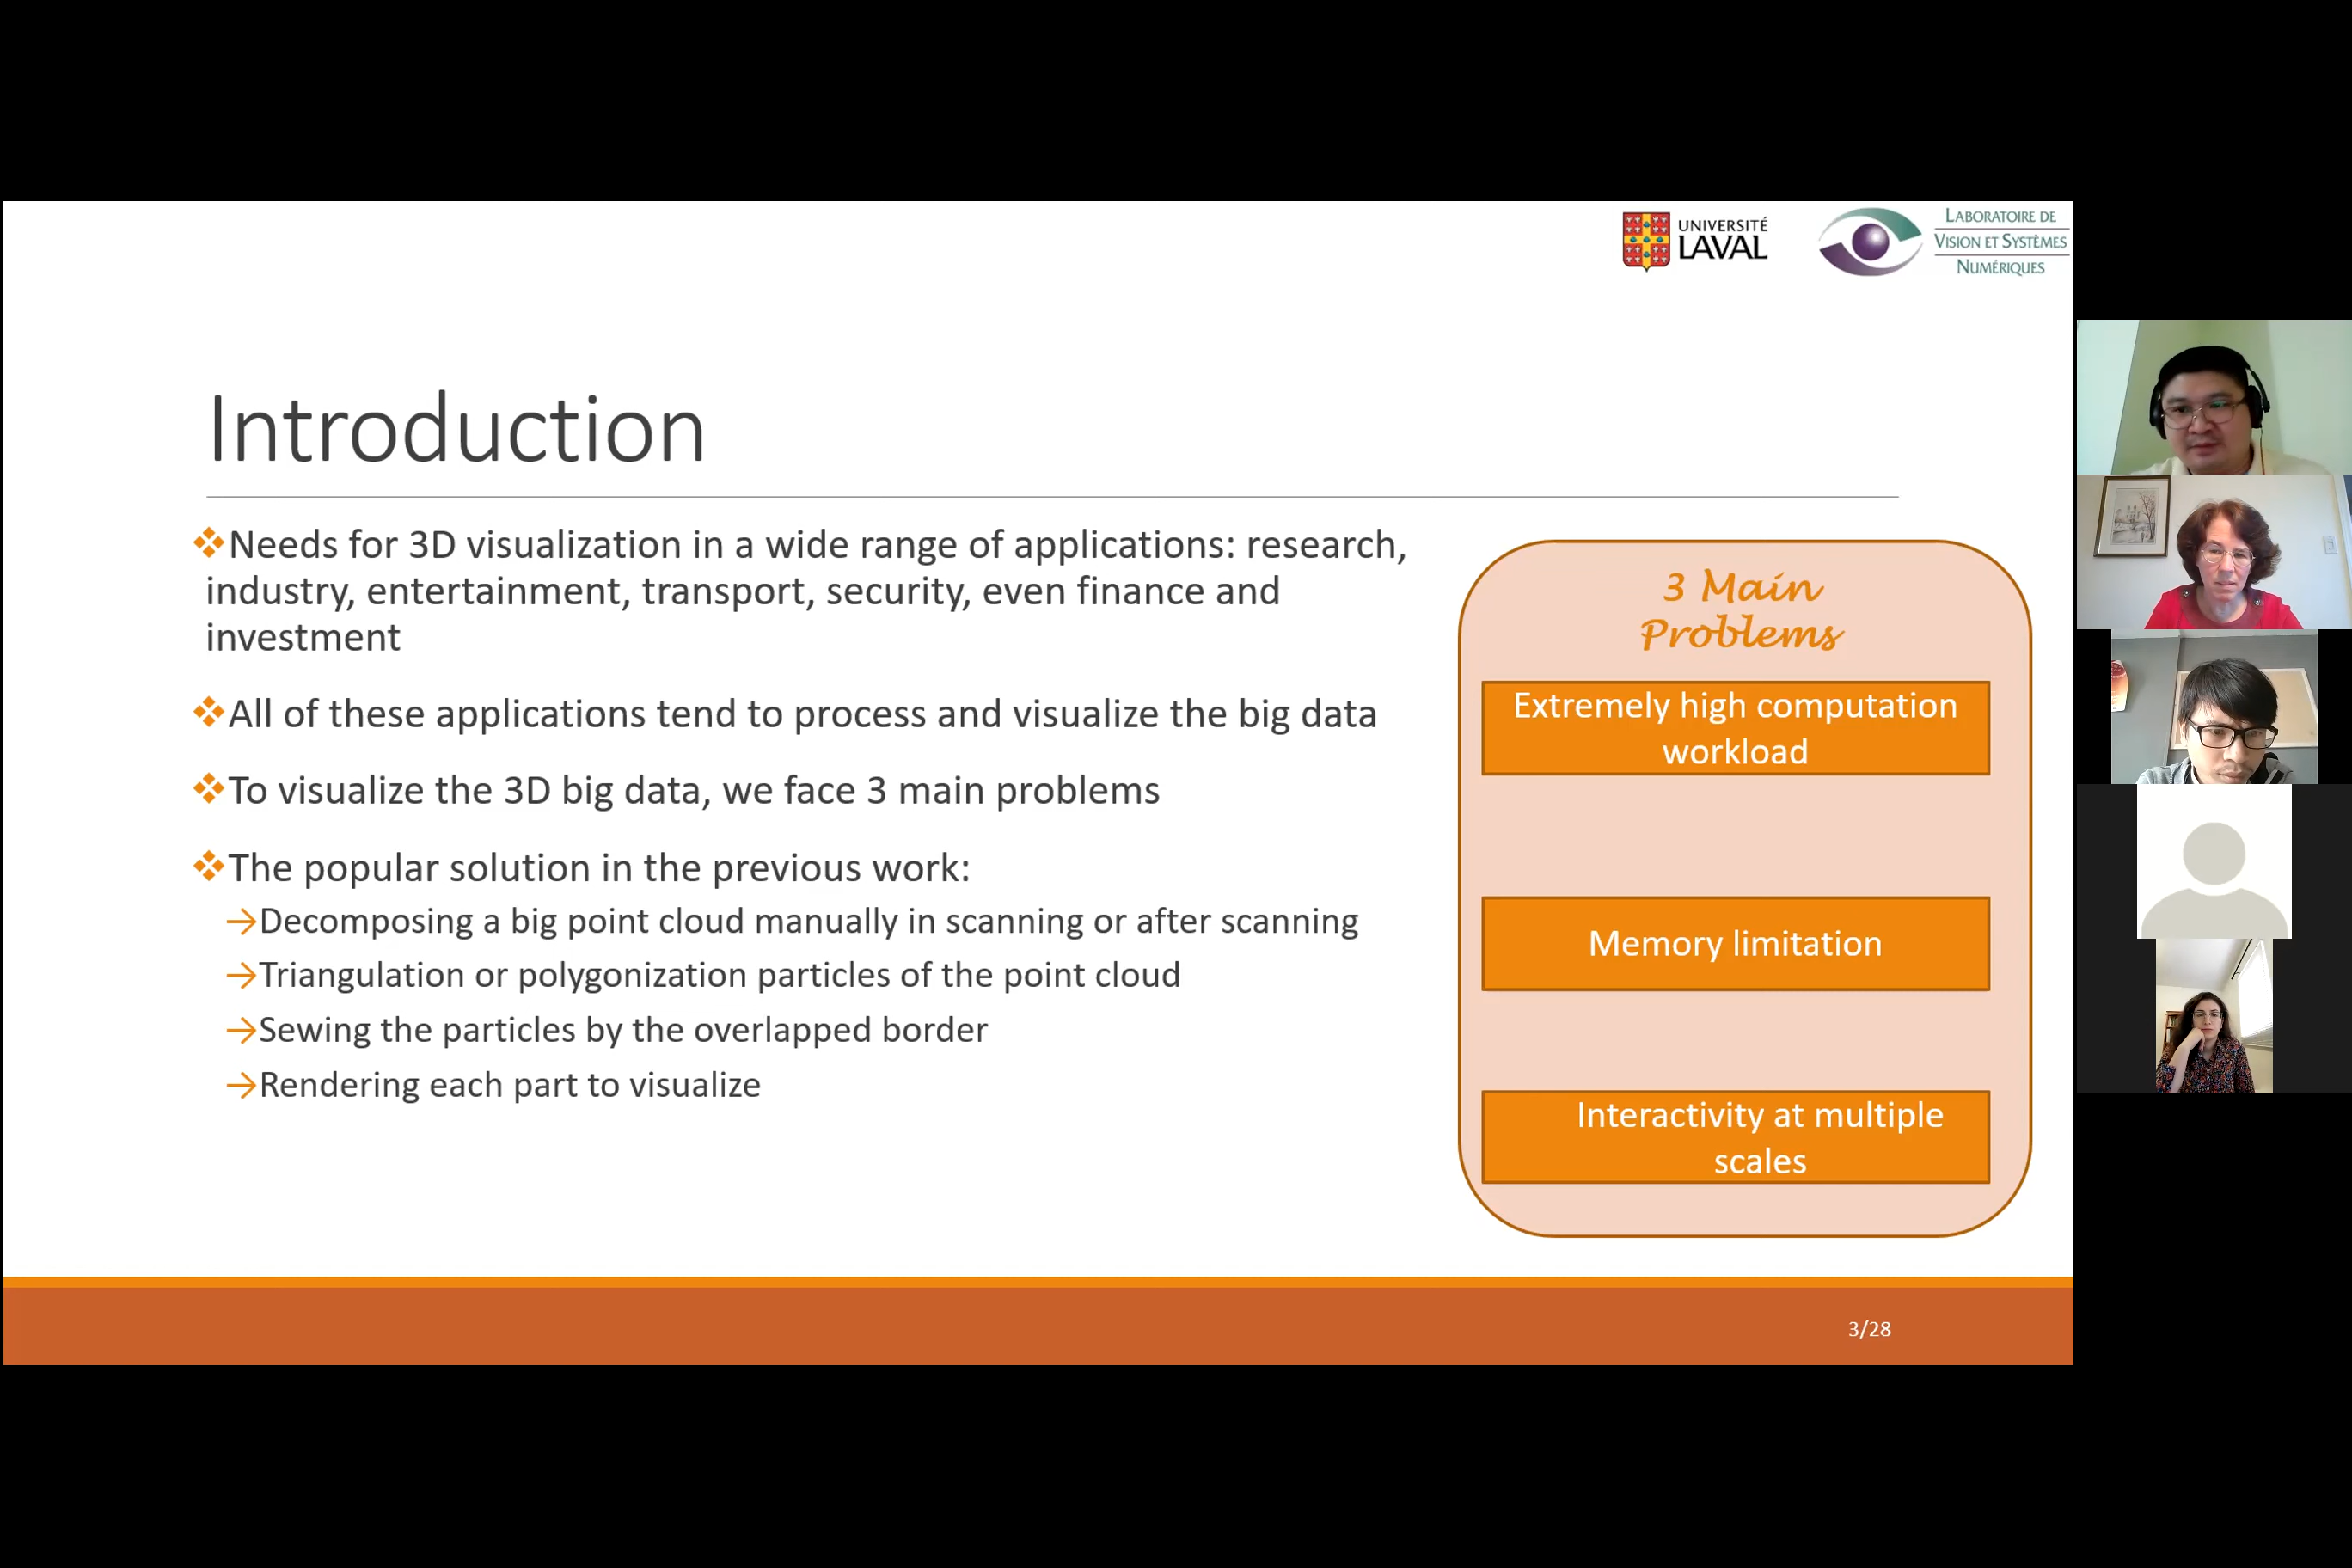 UNIVERSITÉ
LAVAL
LABORATOIRE DE
VISION ET SYSTÈMES
NUMÉRIQUES
Introduction
❖Needs for 3D visualization in a wide range of applications: research,
industry, entertainment, transport, security, even finance and
investment
❖All of these applications tend to process and visualize the big data
❖To visualize the 3D big data, we face 3 main problems
❖The popular solution in the previous work:
→Decomposing a big point cloud manually in scanning or after scanning
→Triangulation or polygonization particles of the point cloud
→Sewing the particles by the overlapped border
→Rendering each part to visualize
3 Main
Problems
Extremely high computation
workload
Memory limitation
Interactivity at multiple
scales
3/28